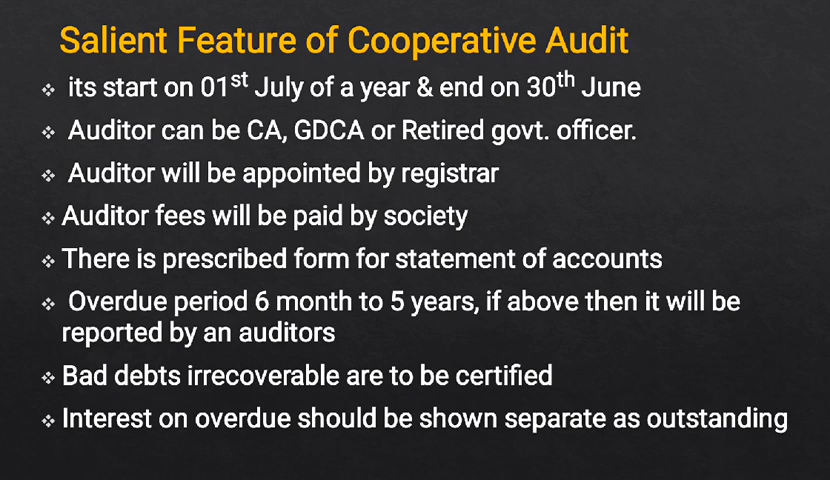 Salient Feature of Cooperative Audit
❖ its start on 01st July of a year & end on 30th June
❖ Auditor can be CA, GDCA or Retired govt. officer.
❖ Auditor will be appointed by registrar
❖ Auditor fees will be paid by society
❖ There is prescribed form for statement of accounts
❖ Overdue period 6 month to 5 years, if above then it will be
reported by an auditors
❖ Bad debts irrecoverable are to be certified
❖ Interest on overdue should be shown separate as outstanding